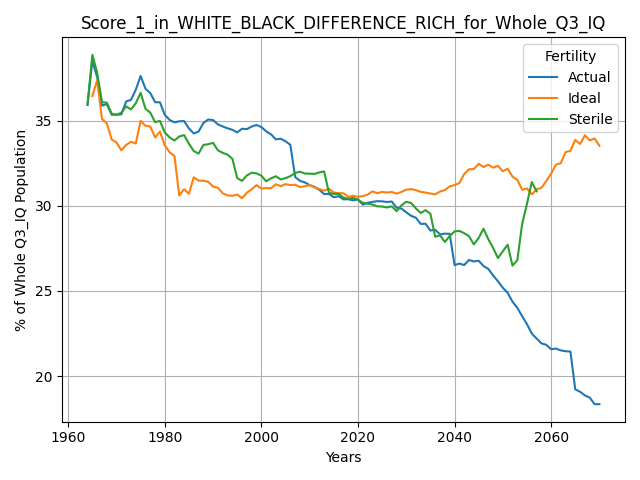 Score_1_in_WHITE_BLACK_DIFFERENCE_RICH_for_Whole_Q3_IQ
% of Whole Q3_IQ Population
35
30
25
20
Fertility
Actual
Ideal
Sterile
1960 1980 2000 2020 2040 2060
Years